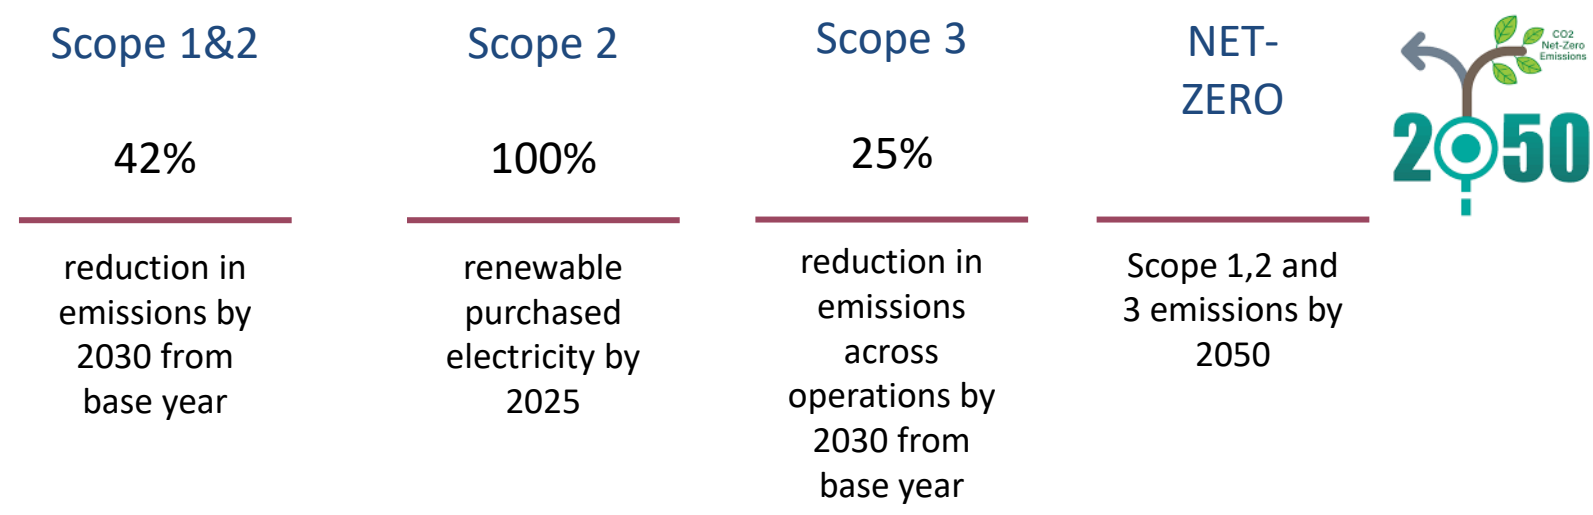 Scope 1&2
42%
reduction in
emissions by
2030 from
base year
Scope 2
100%
renewable
purchased
electricity by
2025
Scope 3
25%
reduction in
emissions
across
operations by
2030 from
base year
NET-
ZERO
Scope 1,2 and
3 emissions by
2050
CO2
Net-Zero
Emissions
2050